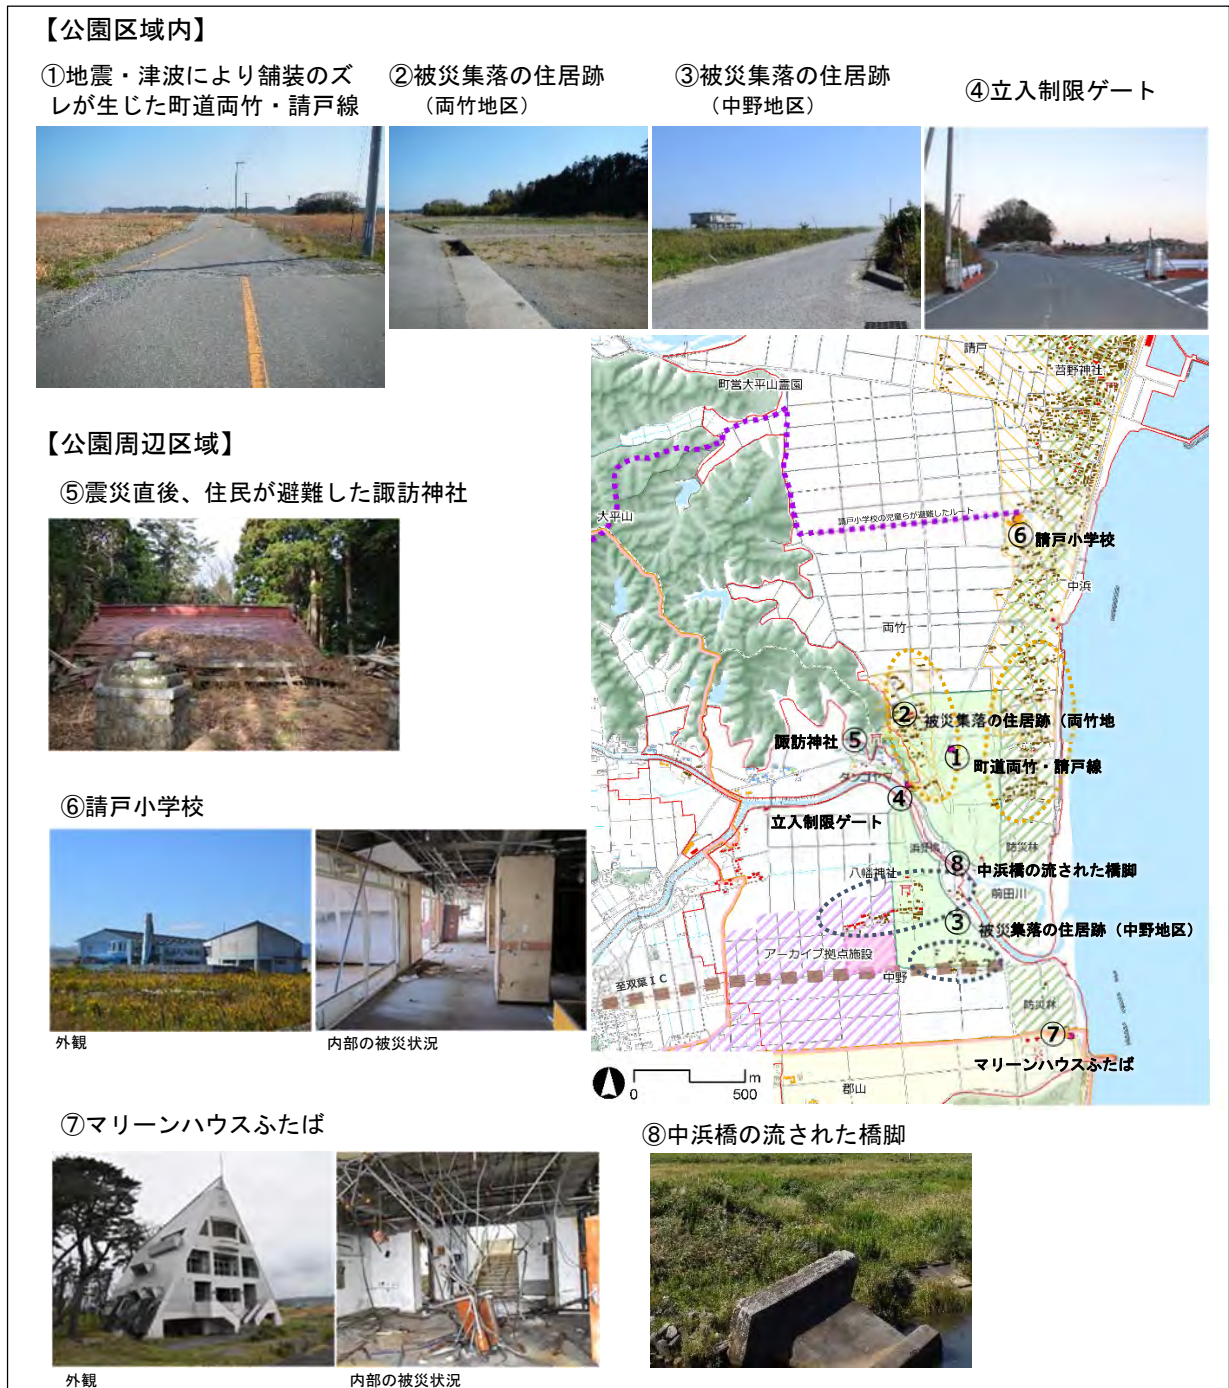 【公園区域内】
①地震・津波により舗装のズ
レが生じた町道両竹・請戸線
②被災集落の住居跡
（両竹地区）
③被災集落の住居跡
（中野地区）
④立入制限ゲート
【公園周辺区域】
⑤震災直後、住民が避難した諏訪神社
⑥請戸小学校
外観
内部の被災状況
請戸
苕野神社
町営大平山霊園
大平山
請戸小学校の児童らが避難したルート
⑥ 請戸小学校
中浜
両竹
② 被災集落の住居跡（両竹地
諏訪神社 ⑤
① 町道両竹・請戸線
④
立入制限ゲート
防災林
⑧ 中浜橋の流された橋脚
八幡神社
前田川
③ 被災集落の住居跡（中野地区）
アーカイブ拠点施設
中野
至双葉ＩＣ
防災林
⑦
マリーンハウスふたば
郡山
0 500 m
⑦マリーンハウスふたば
外観
内部の被災状況
⑧中浜橋の流された橋脚